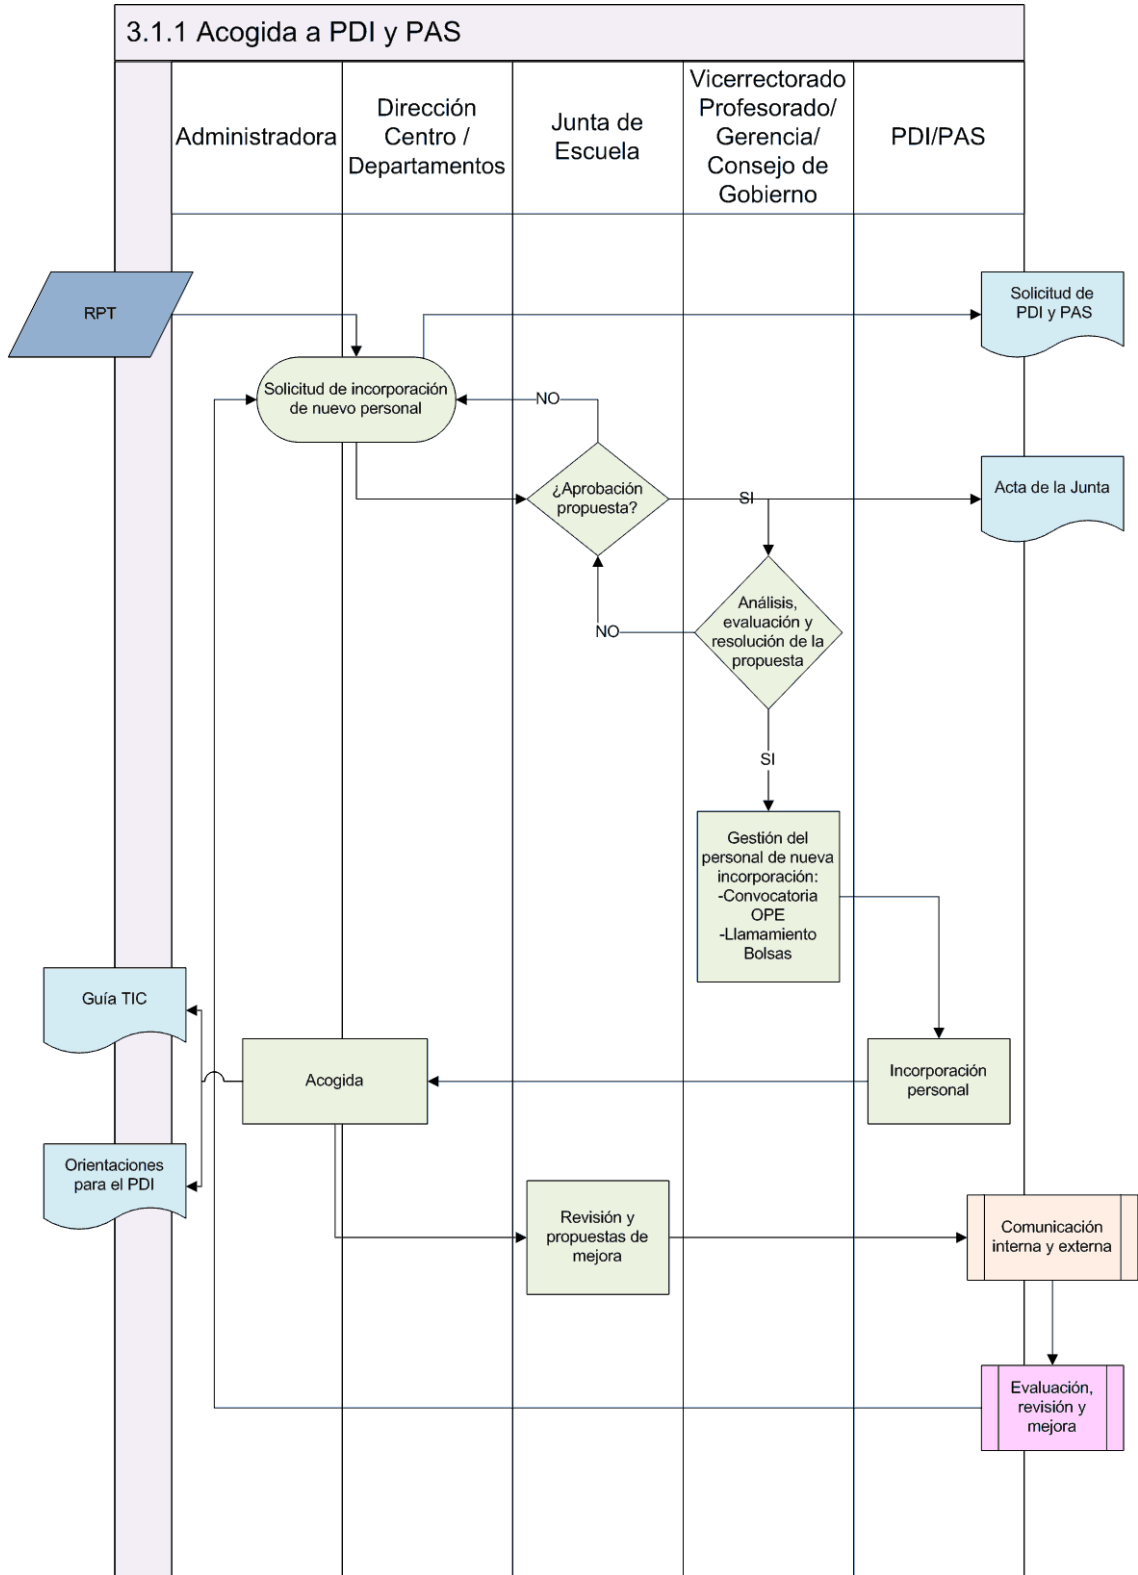 3.1.1 Acogida a PDI y PAS
Administradora
Dirección
Centro /
Departamentos
Junta de
Escuela
Vicerrectorado
Profesorado/
Gerencia/
Consejo de
Gobierno
PDI/PAS
RPT
Solicitud de
PDI y PAS
Solicitud de incorporación
de nuevo personal
NO
¿Aprobación
propuesta?
SI
Acta de la Junta
Análisis,
evaluación y
resolución de la
propuesta
NO
SI
Gestión del
personal de nueva
incorporación:
-Convocatoria
OPE
-Llamamiento
Bolsas
Guía TIC
Acogida
Incorporación
personal
Orientaciones
para el PDI
Revisión y
propuestas de
mejora
Comunicación
interna y externa
Evaluación,
revisión y
mejora